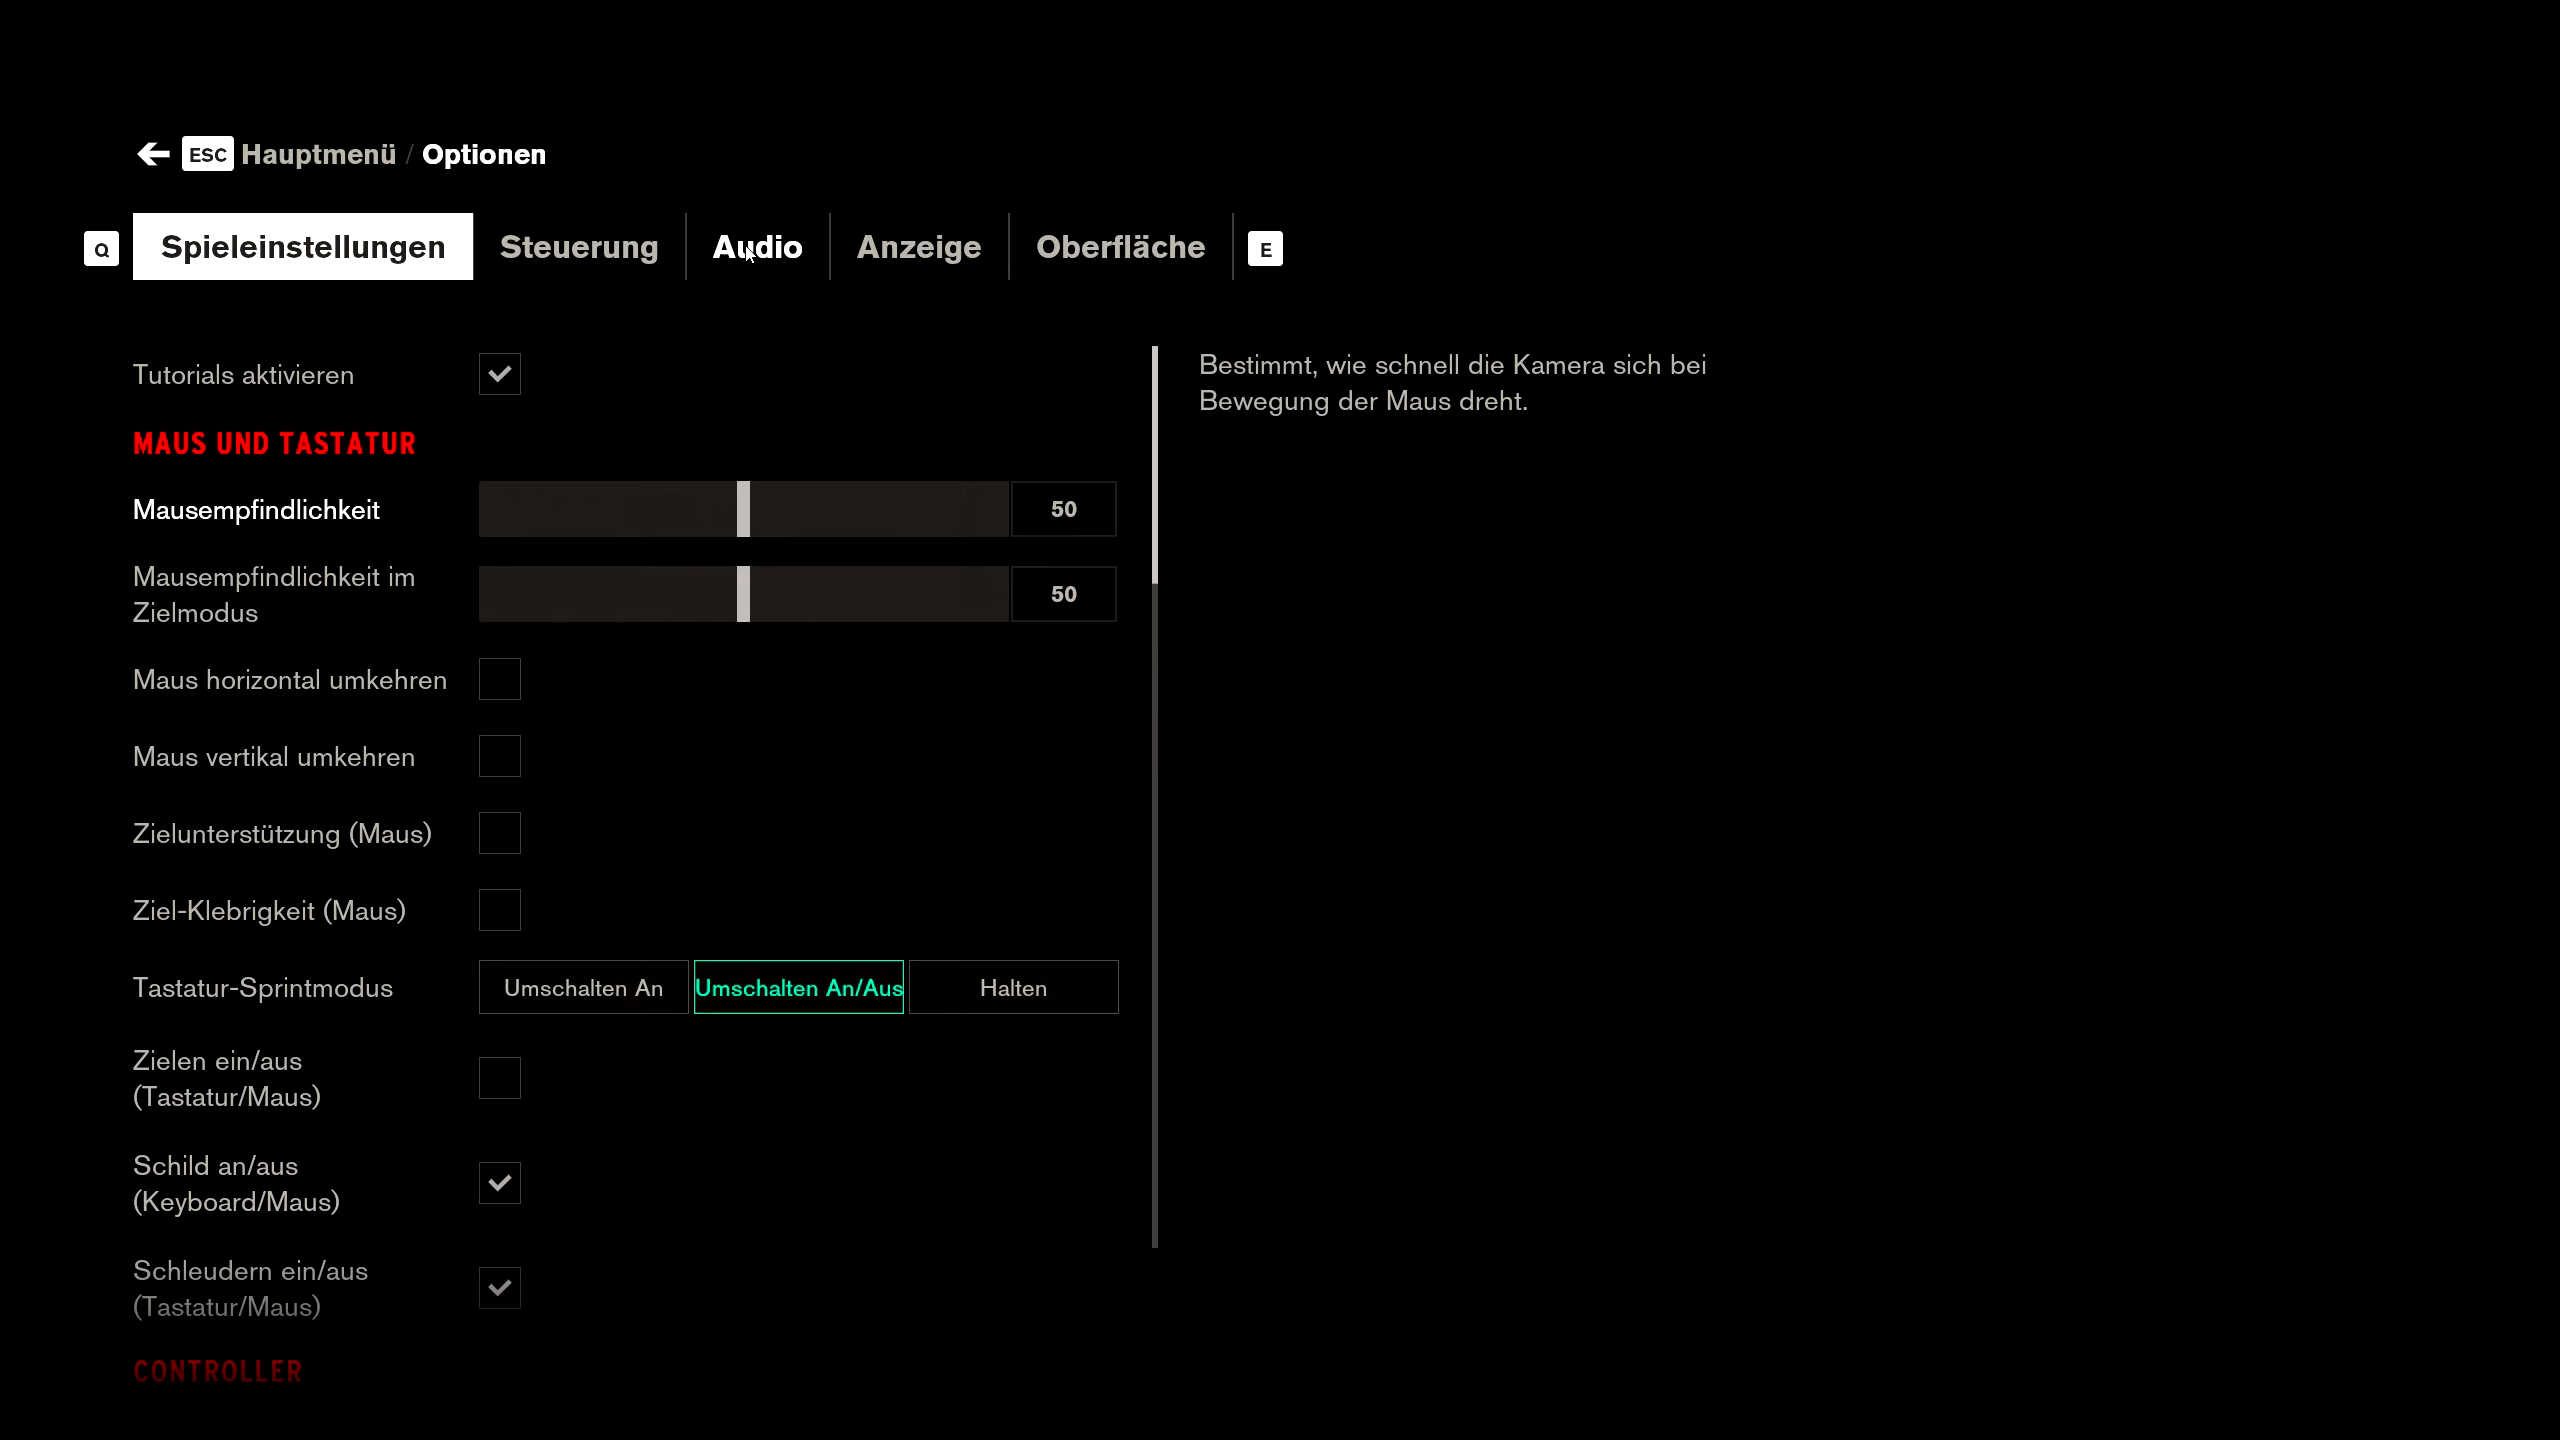 ESC Hauptmenü / Optionen
Q Spieleinstellungen Steuerung Audio Anzeige Oberfläche E
Tutorials aktivieren
Bestimmt, wie schnell die Kamera sich bei
Bewegung der Maus dreht.
MAUS UND TASTATUR
Mausempfindlichkeit 50
Mausempfindlichkeit im
Zielmodus 50
Maus horizontal umkehren
Maus vertikal umkehren
Zielunterstützung (Maus)
Ziel-Klebrigkeit (Maus)
Tastatur-Sprintmodus Umschalten An Umschalten An/Aus Halten
Zielen ein/aus
(Tastatur/Maus)
Schild an/aus
(Keyboard/Maus)
Schleudern ein/aus
(Tastatur/Maus)
CONTROLLER